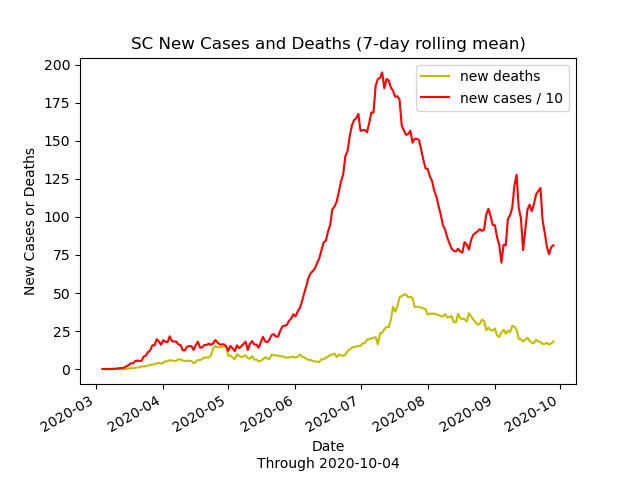 SC New Cases and Deaths (7-day rolling mean)
new deaths
new cases / 10
New Cases or Deaths
200
175
150
125
100
75
50
25
0
2020-03
2020-04
2020-05
2020-06
2020-07
2020-08
2020-09
2020-10
Date
Through 2020-10-04